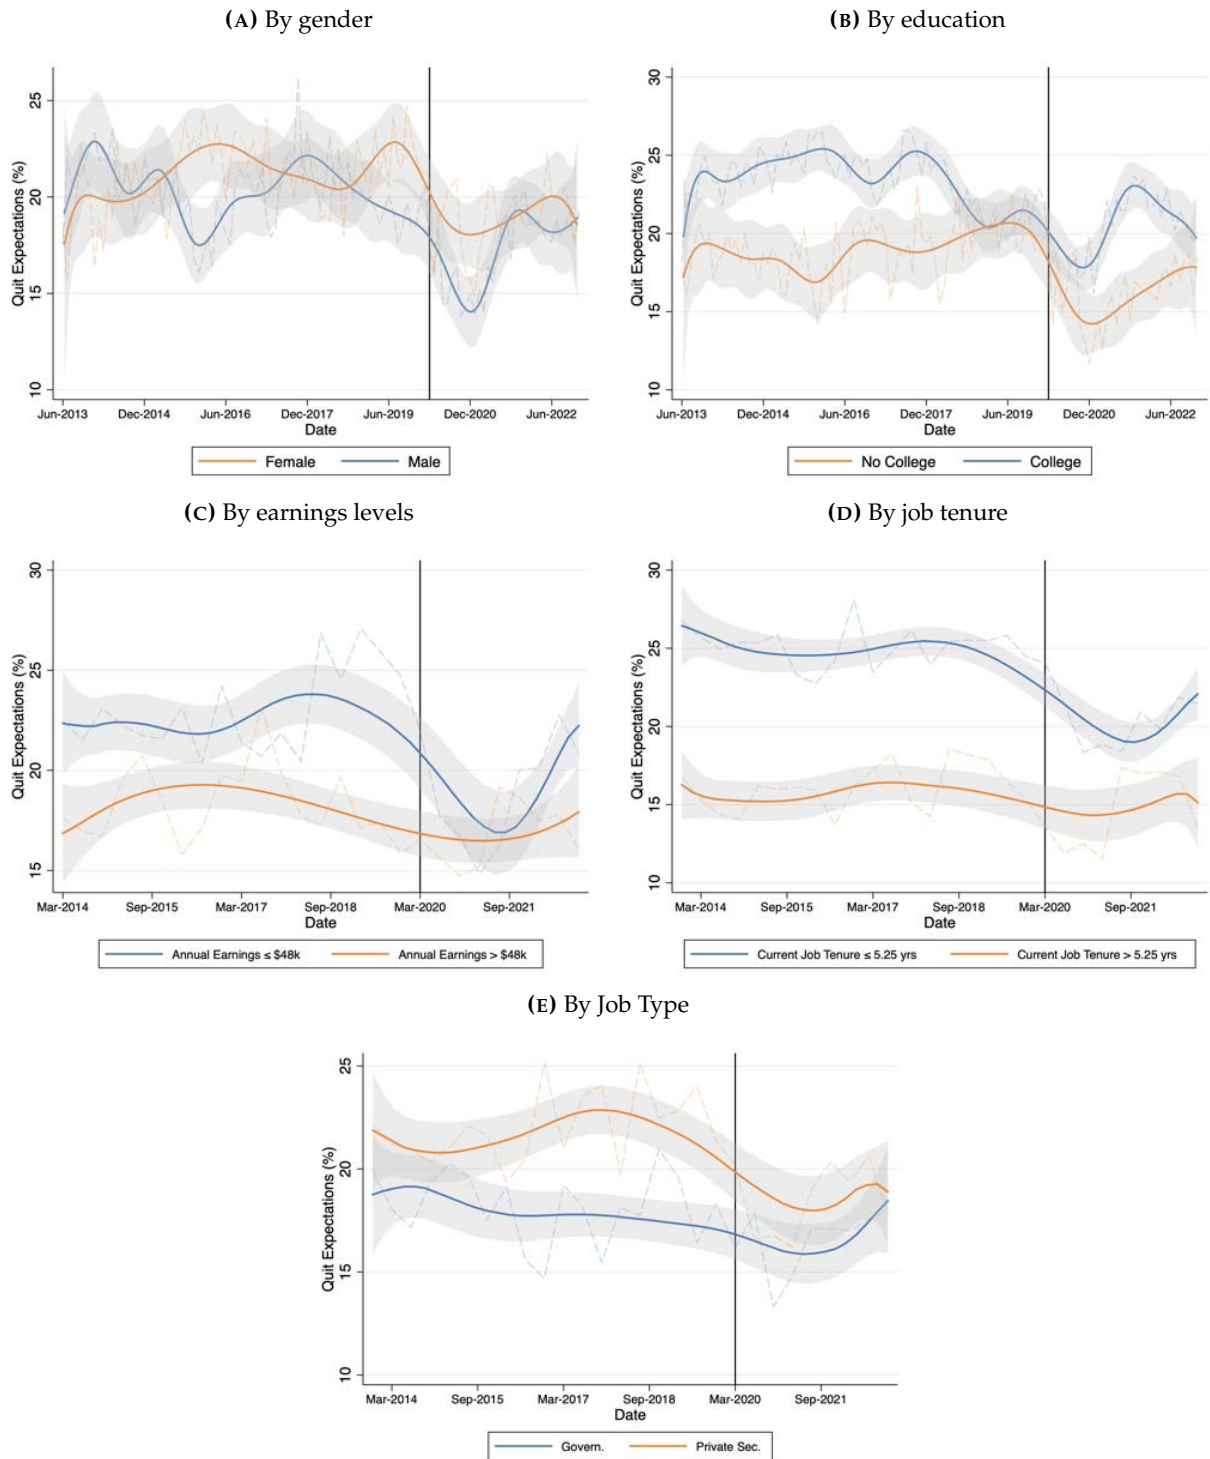 (A) By gender
Quit Expectations (%)
25
20
15
10
Jun-2013 Dec-2014 Jun-2016 Dec-2017 Jun-2019 Dec-2020 Jun-2022
Date
Female Male
(B) By education
Quit Expectations (%)
30
25
20
15
10
Jun-2013 Dec-2014 Jun-2016 Dec-2017 Jun-2019 Dec-2020 Jun-2022
Date
No College College
(C) By earnings levels
Quit Expectations (%)
30
25
20
15
Mar-2014 Sep-2015 Mar-2017 Sep-2018 Mar-2020 Sep-2021
Date
Annual Earnings ≤ $48k Annual Earnings > $48k
(D) By job tenure
Quit Expectations (%)
30
25
20
15
10
Mar-2014 Sep-2015 Mar-2017 Sep-2018 Mar-2020 Sep-2021
Date
Current Job Tenure ≤ 5.25 yrs Current Job Tenure > 5.25 yrs
(E) By Job Type
Quit Expectations (%)
25
20
15
10
Mar-2014 Sep-2015 Mar-2017 Sep-2018 Mar-2020 Sep-2021
Date
Govern. Private Sec.